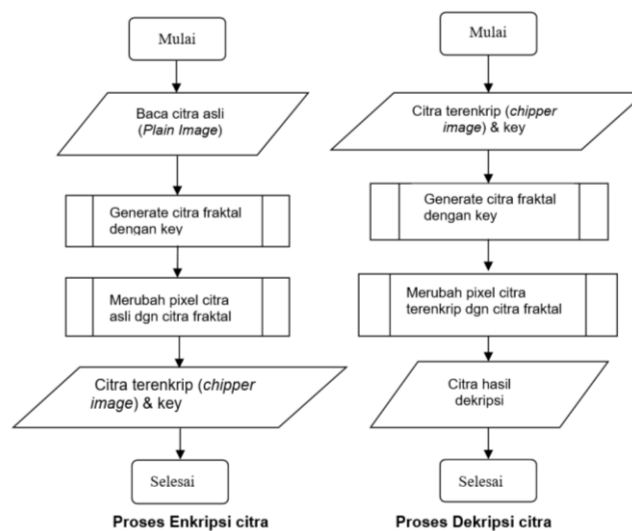 Mulai
Baca citra asli
(Plain Image)
Generate citra fraktal
dengan key
Merubah pixel citra
asli dgn citra fraktal
Citra terenkrip (chipper
image) & key
Selesai
Proses Enkripsi citra
Mulai
Citra terenkrip (chipper
image) & key
Generate citra fraktal
dengan key
Merubah pixel citra
terenkrip dgn citra fraktal
Citra hasil
dekripsi
Selesai
Proses Dekripsi citra